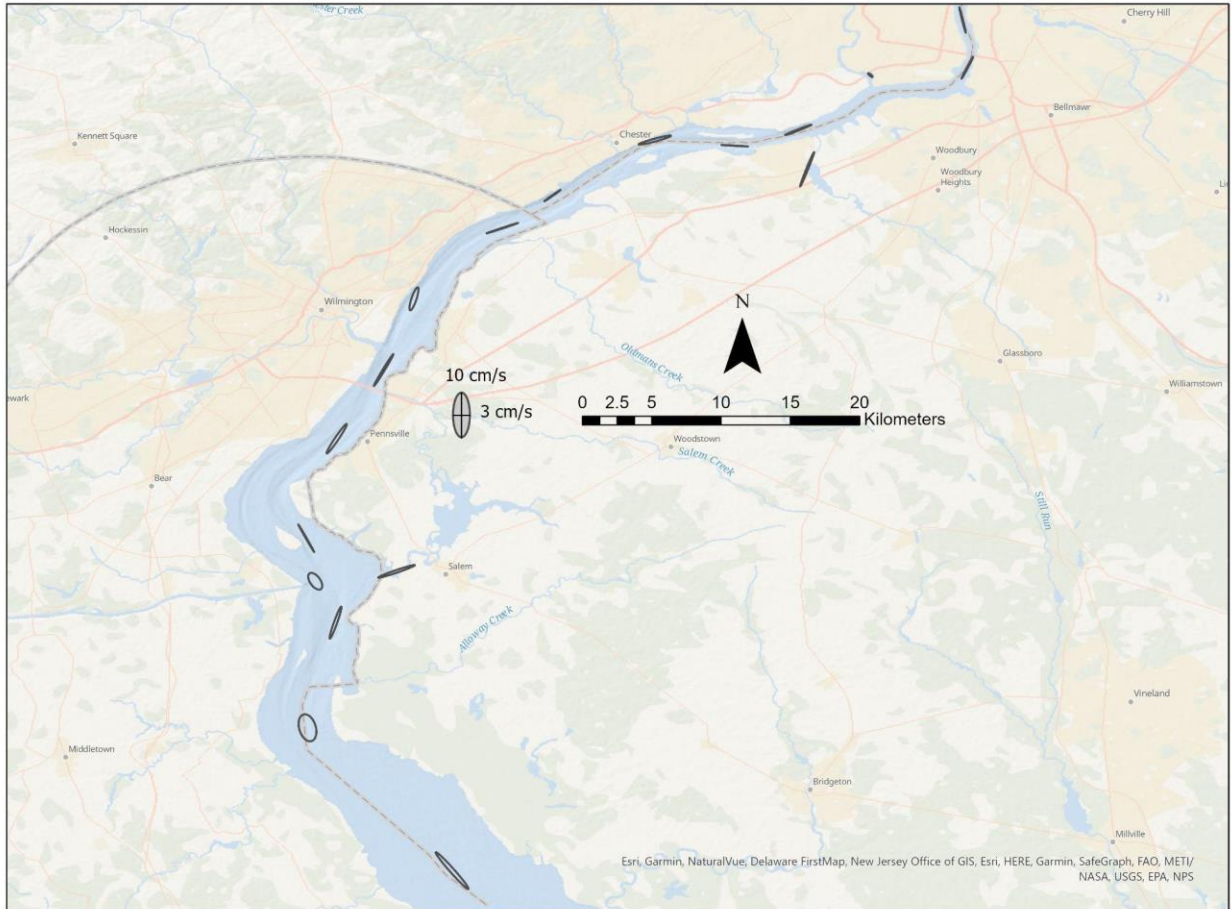 Cherry Hill
Kennett Square
Chester
Bellmawr
Woodbury
Woodbury
Heights
Hockessin
Wilmington
N
Oldmans Creek
Glassboro
10 cm/s
Williamstown
3 cm/s
0 2.5 5 10 15 20
Kilometers
Pennsville
Woodstown
Salem Creek
Bear
Still Run
Salem
Alloway Creek
Vineland
Middletown
Bridgeton
Millville
Esri, Garmin, NaturalVue, Delaware FirstMap, New Jersey Office of GIS, Esri, HERE, Garmin, SafeGraph, FAO, METI/
NASA, USGS, EPA, NPS